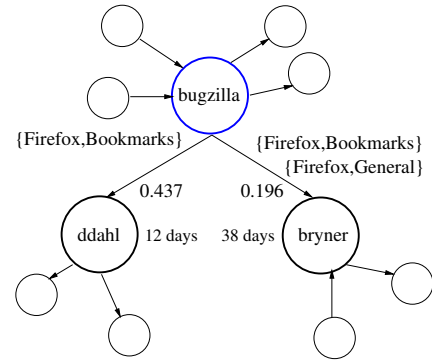 bugzilla
{Firefox,Bookmarks}
{Firefox,Bookmarks}
{Firefox,General}
0.437
0.196
ddahl
12 days
38 days
bryner